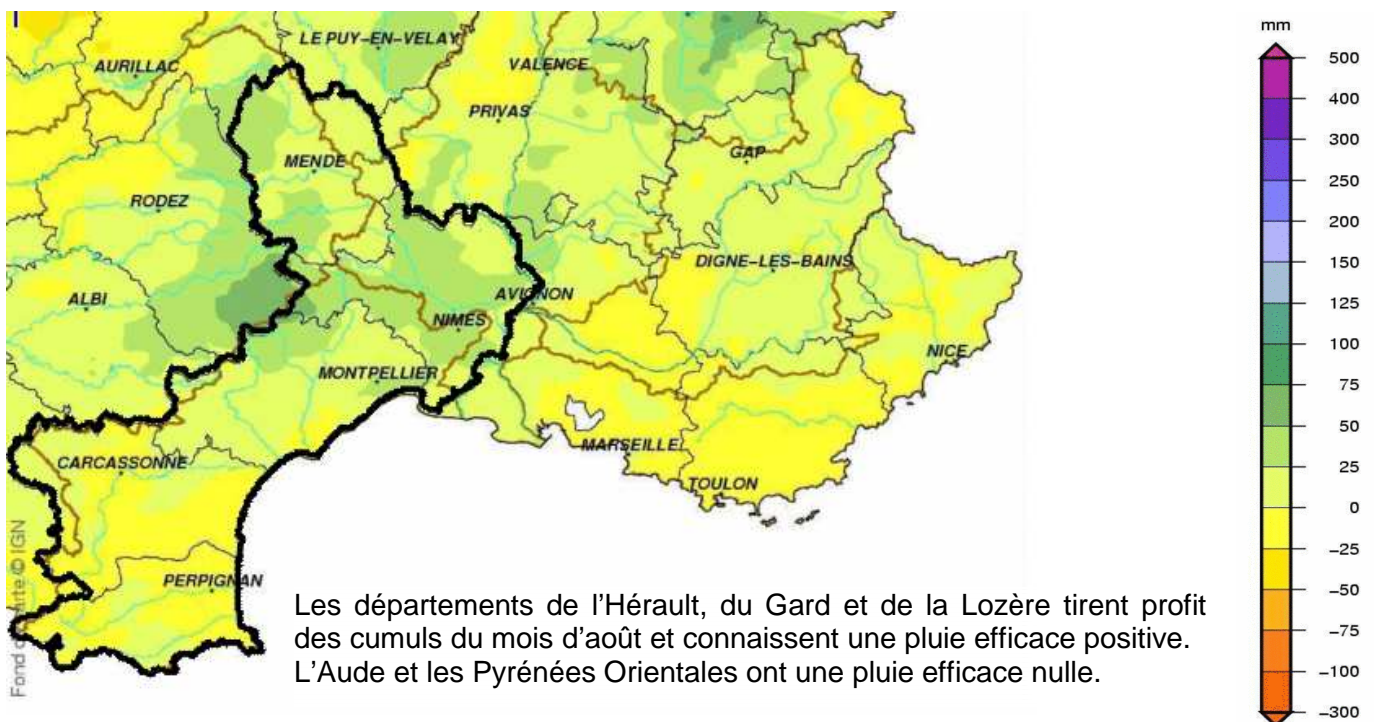 LE PUY-EN-VELAY
AURILLAC
VALENCE
PRIVAS
GAP
MENDE
RODEZ
DIGNE-LES-BAINS
ALBI
AVIGNON
NIMES
NICE
MONTPELLIER
MARSEILLE
CARCASSONNE
TOULON
PERPIGNAN
Fond de carte © IGN
Les départements de l'Hérault, du Gard et de la Lozère tirent profit
des cumuls du mois d'août et connaissent une pluie efficace positive.
L'Aude et les Pyrénées Orientales ont une pluie efficace nulle.
mm
500
400
300
250
200
150
125
100
75
50
25
0
-25
-50
-75
-100
-300